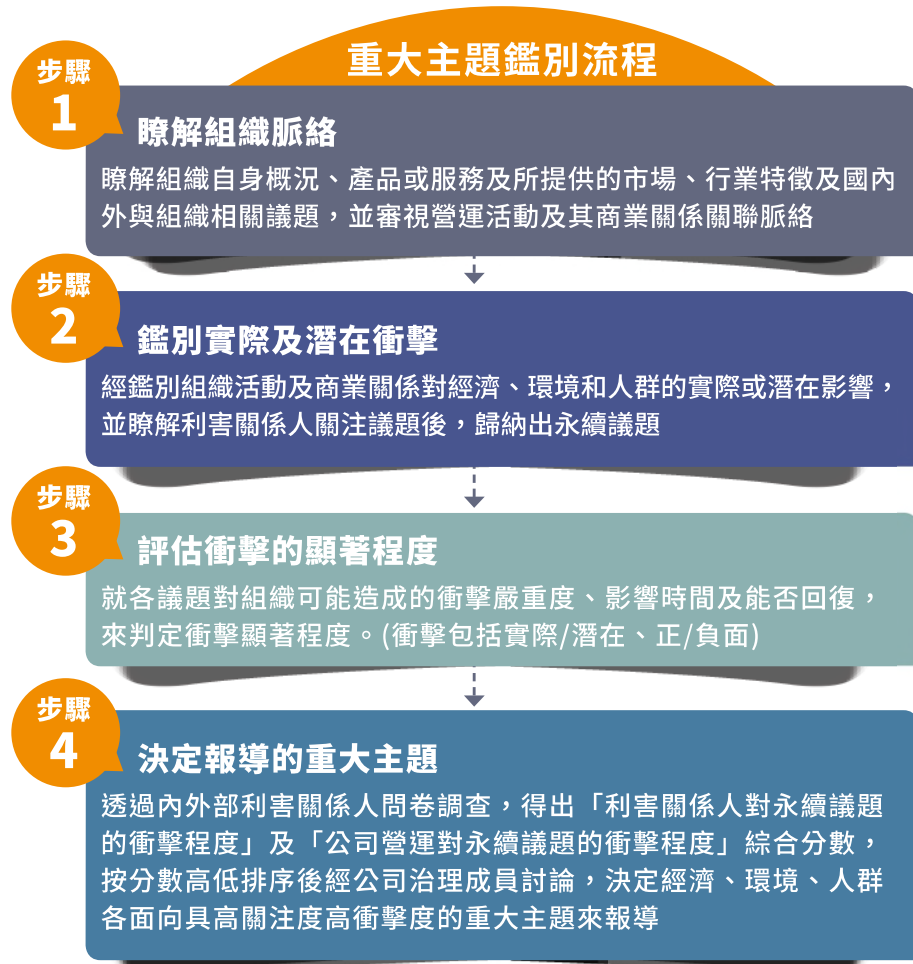 重大主題鑑別流程
步驟
1
瞭解組織脈絡
瞭解組織自身概況、產品或服務及所提供的市場、行業特徵及國內
外與組織相關議題，並審視營運活動及其商業關係關聯脈絡
步驟
2
鑑別實際及潛在衝擊
經鑑別組織活動及商業關係對經濟、環境和人群的實際或潛在影響，
並瞭解利害關係人關注議題後，歸納出永續議題
步驟
3
評估衝擊的顯著程度
就各議題對組織可能造成的衝擊嚴重度、影響時間及能否回復，
來判定衝擊顯著程度。(衝擊包括實際/潛在、正/負面)
步驟
4
決定報導的重大主題
透過內外部利害關係人問卷調查，得出「利害關係人對永續議題
的衝擊程度」及「公司營運對永續議題的衝擊程度」綜合分數，
按分數高低排序後經公司治理成員討論，決定經濟、環境、人群
各面向具高關注度高衝擊度的重大主題來報導